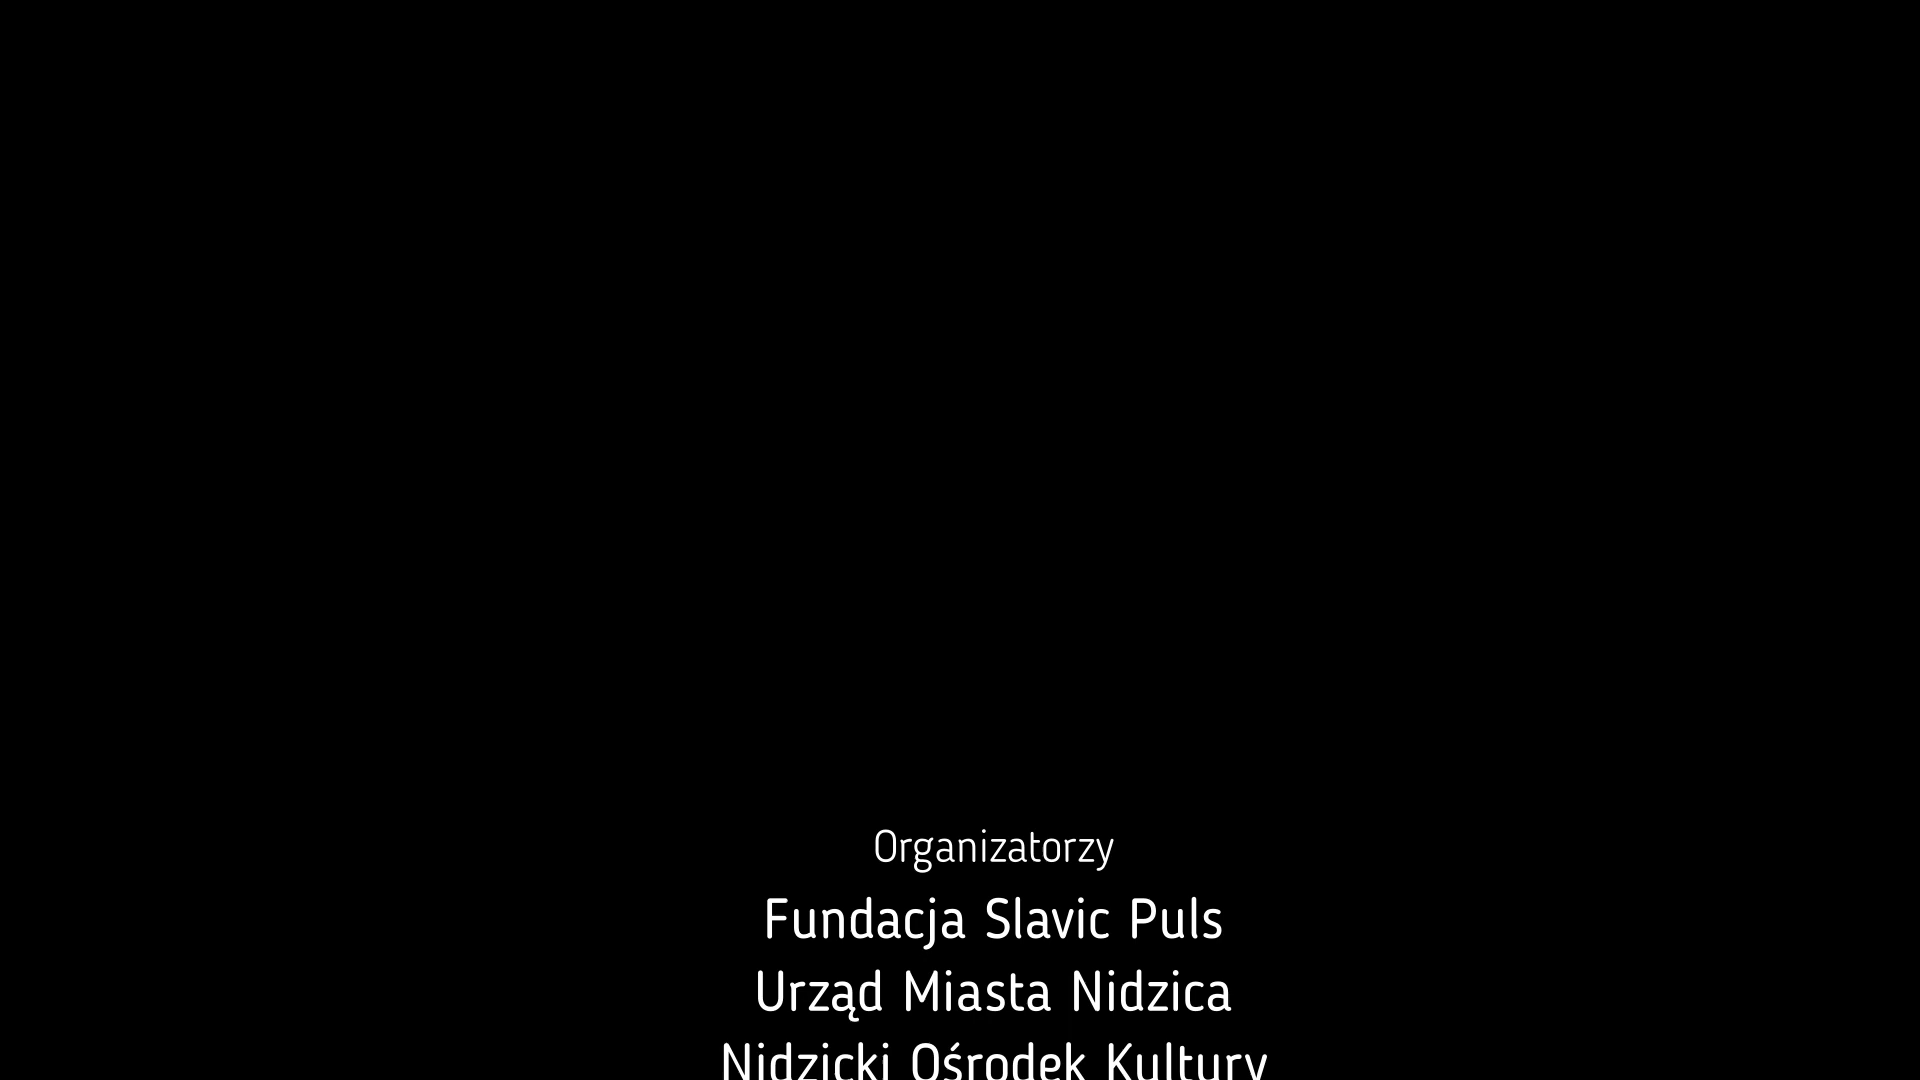 Organizatorzy
Fundacja Slavic Puls
Urząd Miasta Nidzica
Nidzicki Ośrodek Kultury